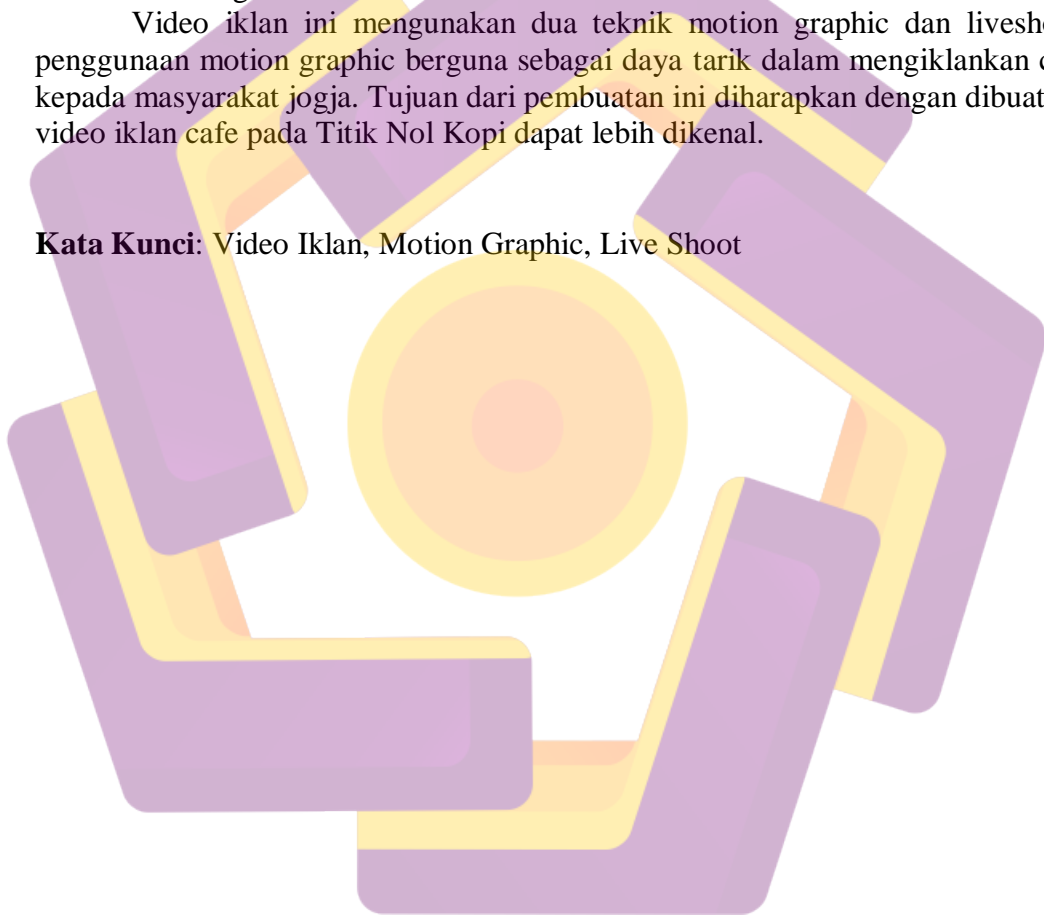 Video iklan ini mengunakan dua teknik motion graphic dan
penggunaan motion graphic berguna sebagai daya tarik dalam mengiklankan
kepada masyarakat jogja. Tujuan dari pembuatan ini diharapkan dengan
video iklan cafe pada Titik Nol Kopi dapat lebih dikenal.
Kata Kunci: Video Iklan, Motion Graphic, Live Shoot